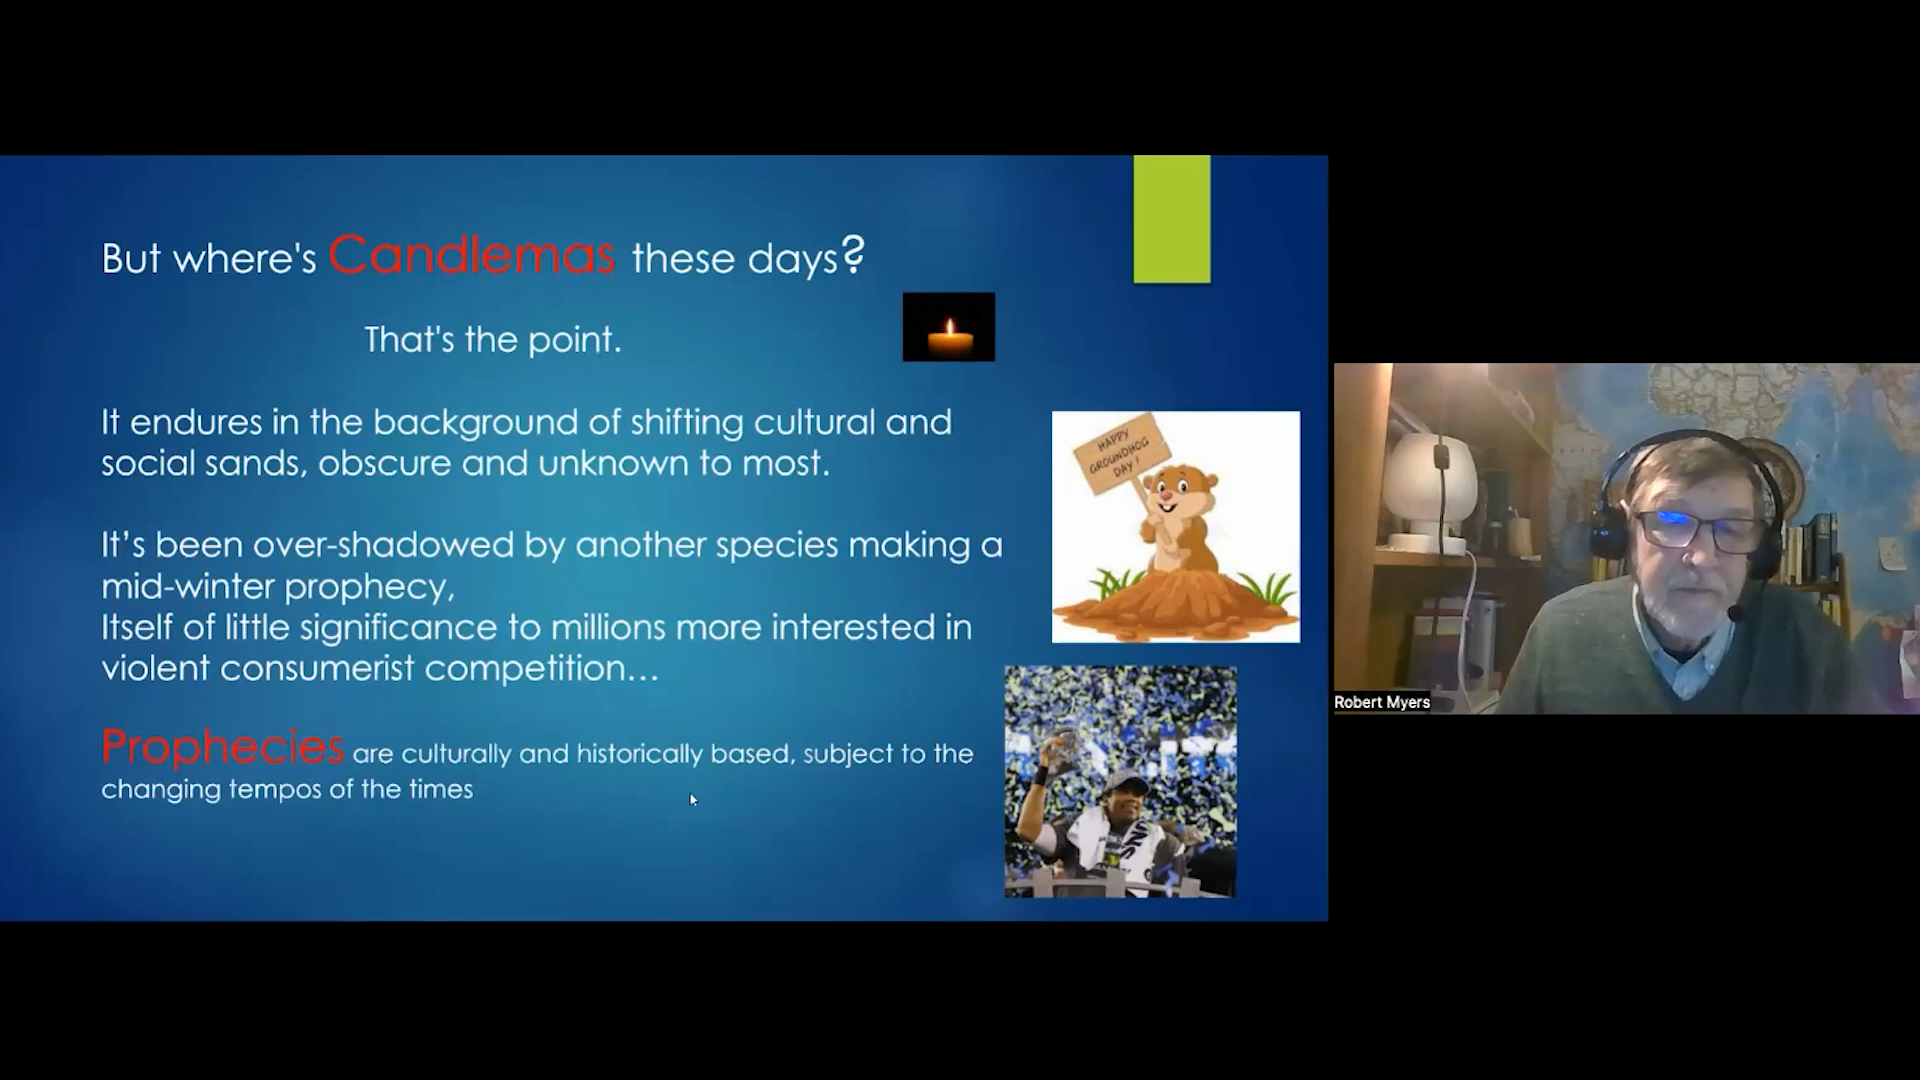 But where's Candlemas these days?
That's the point.
It endures in the background of shifting cultural and
social sands, obscure and unknown to most.
It’s been over-shadowed by another species making a
mid-winter prophecy,
Itself of little significance to millions more interested in
violent consumerist competition…
Prophecies are culturally and historically based, subject to the
changing tempos of the times
HAPPY
GROUNDHOG
DAY!
Robert Myers